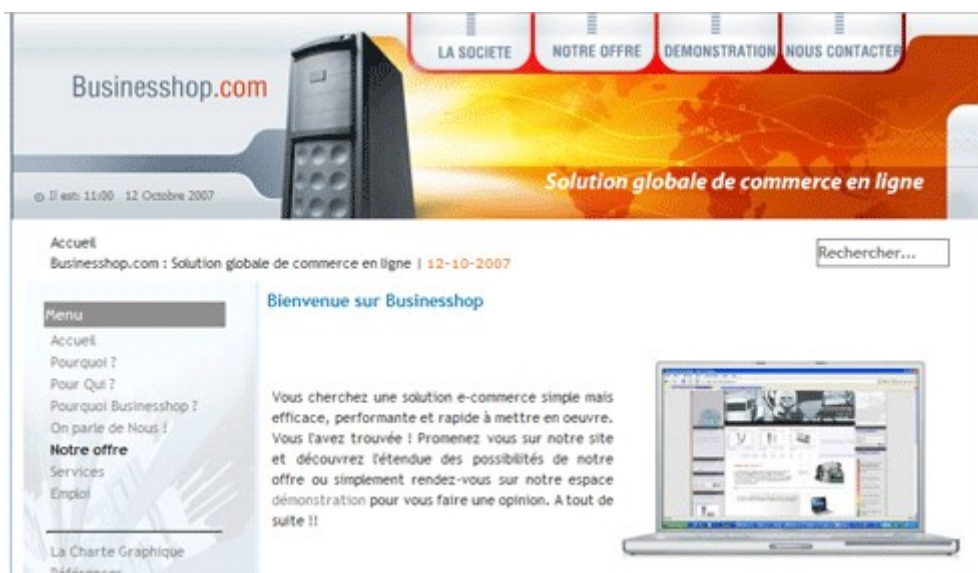 LA SOCIETE
NOTRE OFFRE
DEMONSTRATION
NOUS CONTACTER
Businesshop.com
Solution globale de commerce en ligne
Il est: 11:00 12 Octobre 2007
Accueil
Businesshop.com : Solution globale de commerce en ligne | 12-10-2007
Rechercher...
Menu
Accueil
Pourquoi ?
Pour Qui ?
Pourquoi Businesshop ?
On parle de Nous !
Notre offre
Services
Emploi
La Charte Graphique
Références
Bienvenue sur Businesshop
Vous cherchez une solution e-commerce simple mais
efficace, performante et rapide à mettre en oeuvre.
Vous l'avez trouvée ! Promenez vous sur notre site
et découvrez l'étendue des possibilités de notre
offre ou simplement rendez-vous sur notre espace
démonstration pour vous faire une opinion. A tout de
suite !!